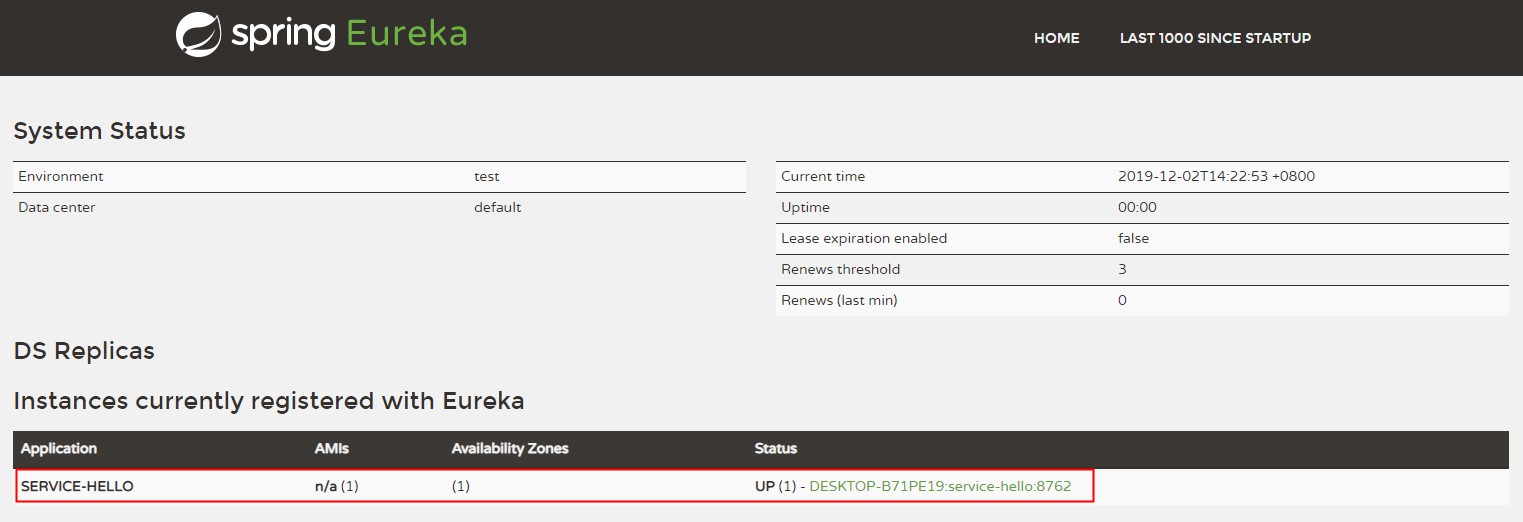 spring Eureka
HOME LAST 1000 SINCE STARTUP
System Status
Environment test
Data center default
Current time 2019-12-02T14:22:53 +0800
Uptime 00:00
Lease expiration enabled false
Renews threshold 3
Renews (last min) 0
DS Replicas
Instances currently registered with Eureka
Application AMIs Availability Zones Status
SERVICE-HELLO n/a (1) (1) UP (1) - DESKTOP-B71PE19:service-hello:8762